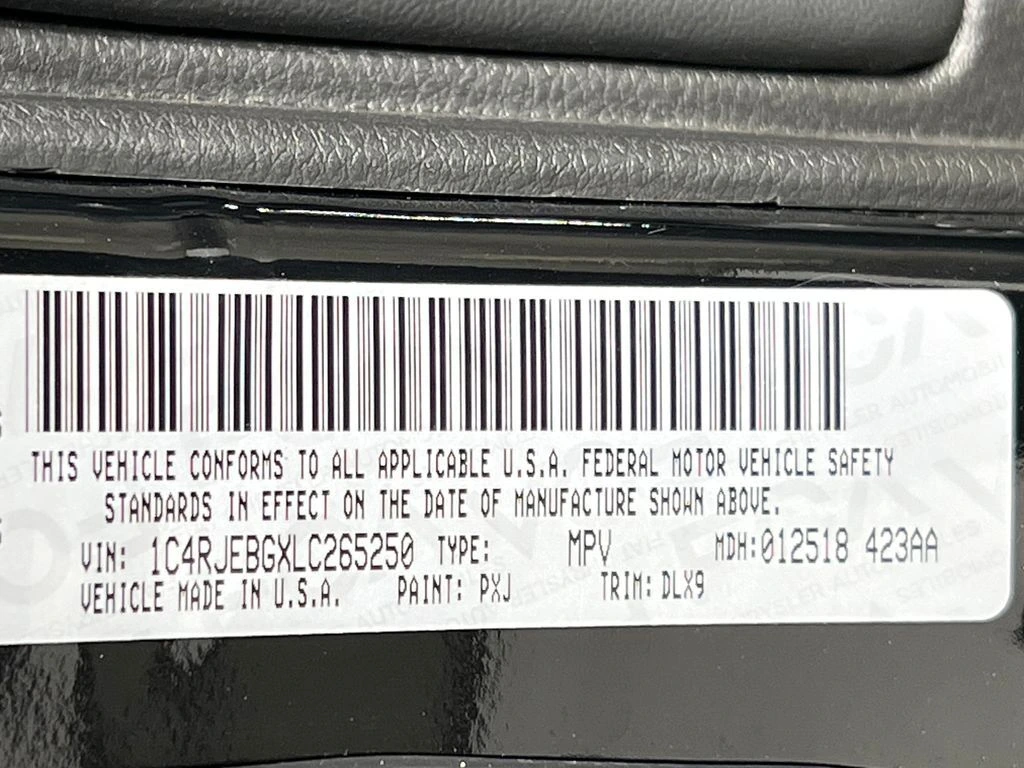 THIS VEHICLE CONFORMS TO ALL APPLICABLE U.S.A. FEDERAL MOTOR VEHICLE SAFETY
STANDARDS IN EFFECT ON THE DATE OF MANUFACTURE SHOWN ABOVE.
VIN: 1C4RJEBGXLC265250 TYPE: MPV MDH:012518 423AA
VEHICLE MADE IN U.S.A. PAINT: PXJ TRIM: DLX9